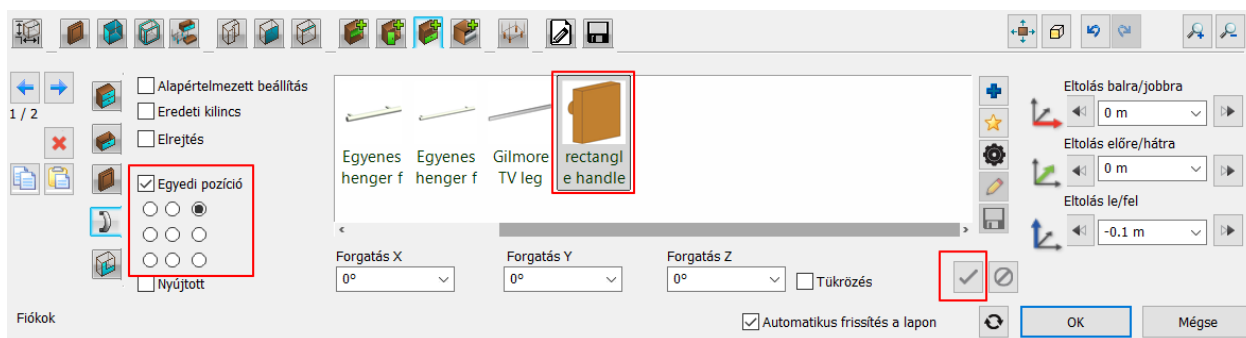 1 / 2
Alapértelmezett beállítás
Eredeti kilincs
Elrejtés
Egyedi pozíció
Nyújtott
Egyenes
henger f
Egyenes
henger f
Gilmore
TV leg
rectangl
e handle
Forgatás X
0°
Forgatás Y
0°
Forgatás Z
0°
Tükrözés
Eltolás balra/jobbra
0 m
Eltolás előre/hátra
0 m
Eltolás le/fel
-0.1 m
Fiókok
Automatikus frissítés a lapon
OK
Mégse